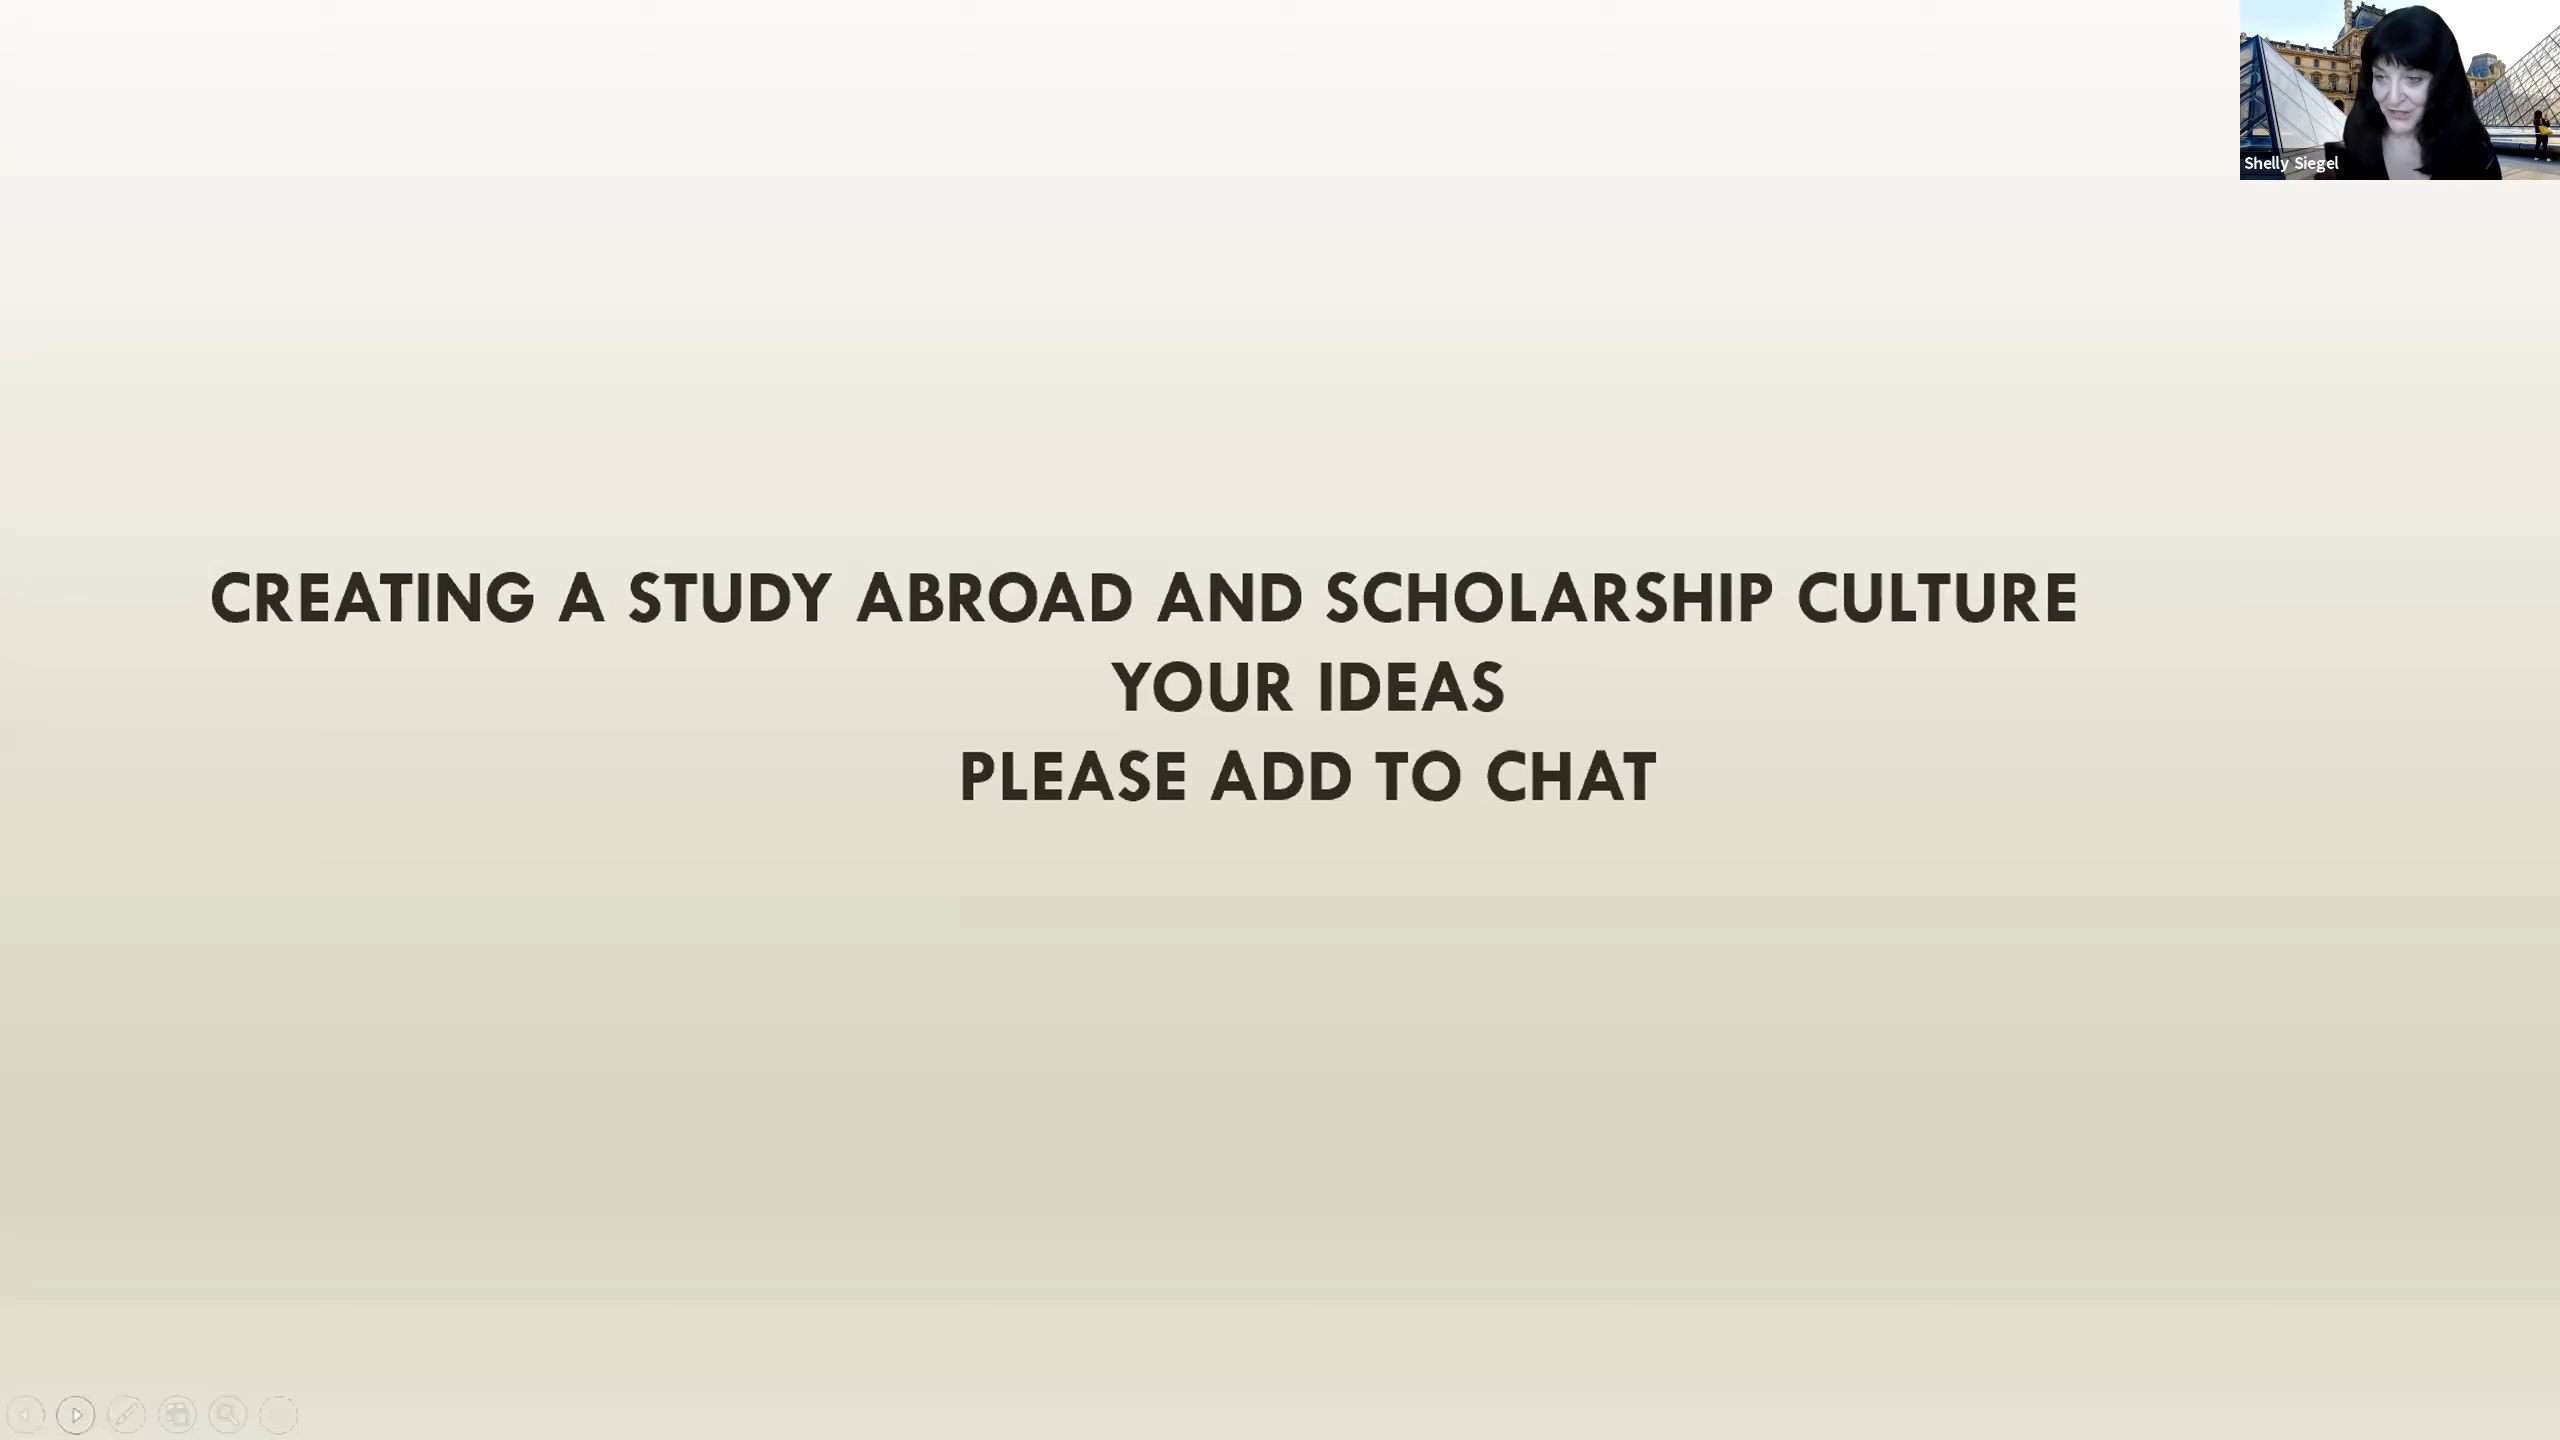 Shelly Siegel
CREATING A STUDY ABROAD AND SCHOLARSHIP CULTURE
YOUR IDEAS
PLEASE ADD TO CHAT